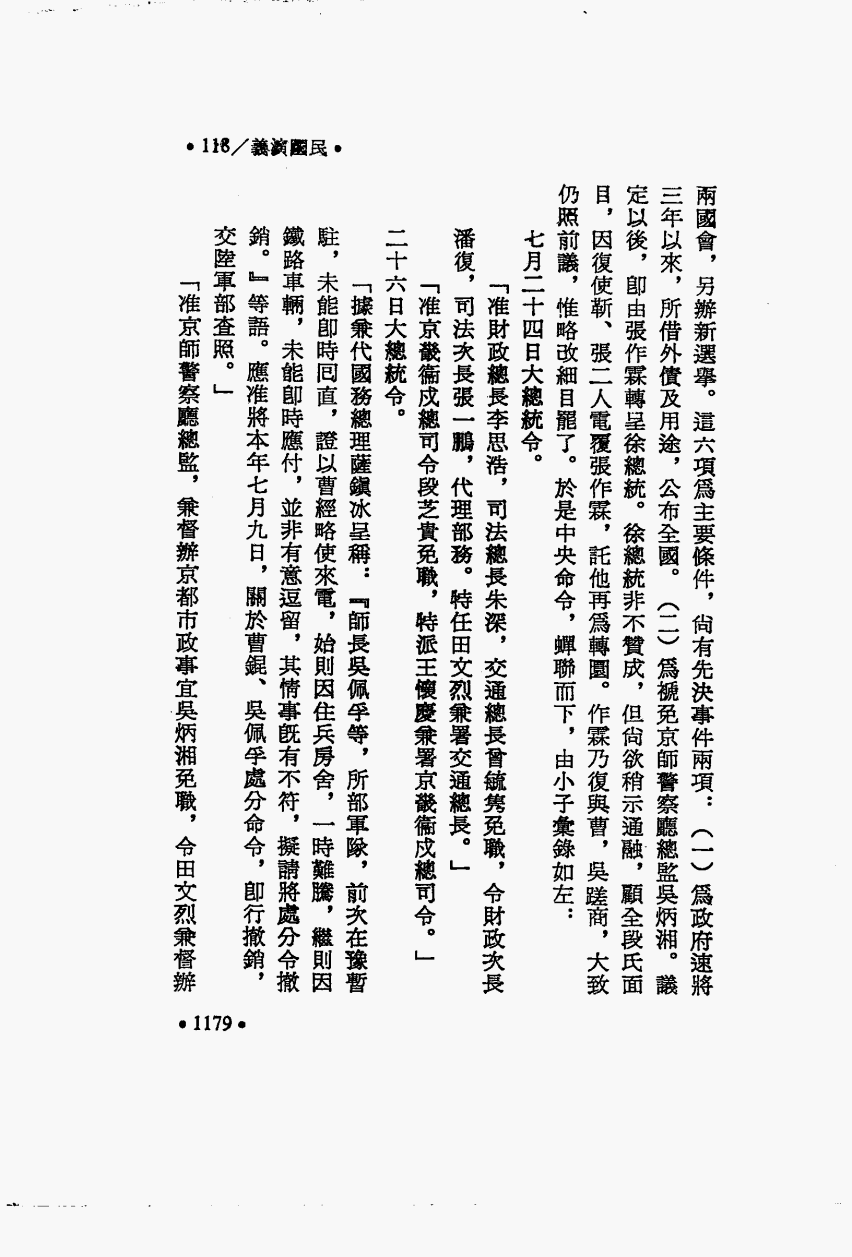 •118/義演國民•
兩國會，另辦新選舉。這六項爲主要條件，尙有先決事件兩項：（一）爲政府速將
三年以來，所借外債及用途，公布全國。（二）爲褫免京師警察廳總監吳炳湘。議
定以後，卽由張作霖轉呈徐總統。徐總統非不贊成，但尙欲稍示通融，顧全段氏面
目，因復使靳、張二人電覆張作霖，託他再爲轉圜。作霖乃復與曹，吳蹉商，大致
仍照前議，惟略改細目罷了。於是中央命令，蟬聯而下，由小子彙錄如左：
七月二十四日大總統令。
「准財政總長李思浩，司法總長朱深，交通總長曾毓雋免職，令財政次長
潘復，司法次長張一鵬，代理部務。特任田文烈兼署交通總長。」
「准京畿衞戍總司令段芝貴免職，特派王懷慶兼署京畿衞戍總司令。」
二十六日大總統令。
「據兼代國務總理薩鎭冰呈稱：『師長吳佩孚等，所部軍隊，前次在豫暫
駐，未能卽時囘直，證以曹經略使來電，始則因住兵房舍，一時難騰，繼則因
鐵路車輛，未能卽時應付，並非有意逗留，其情事旣有不符，擬請將處分令撤
銷。』等語。應准將本年七月九日，關於曹錕、吳佩孚處分命令，卽行撤銷，
交陸軍部查照。」
「准京師警察廳總監，兼督辦京都市政事宜吳炳湘免職，令田文烈兼督辦
•1179•